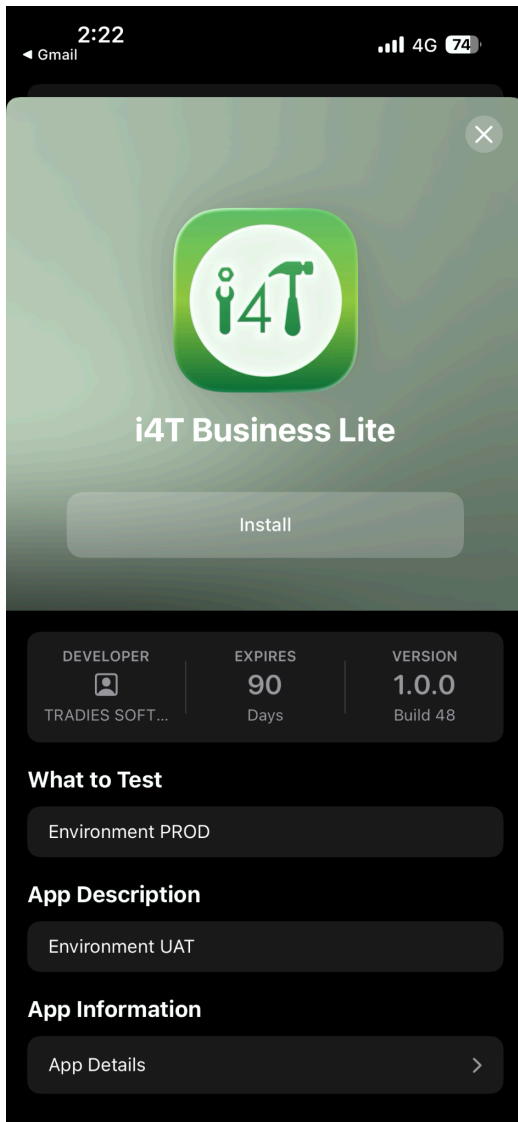 2:22
◀ Gmail
4G 74
i4T
i4T Business Lite
Install
DEVELOPER
TRADIES SOFT...
EXPIRES
90
Days
VERSION
1.0.0
Build 48
What to Test
Environment PROD
App Description
Environment UAT
App Information
App Details